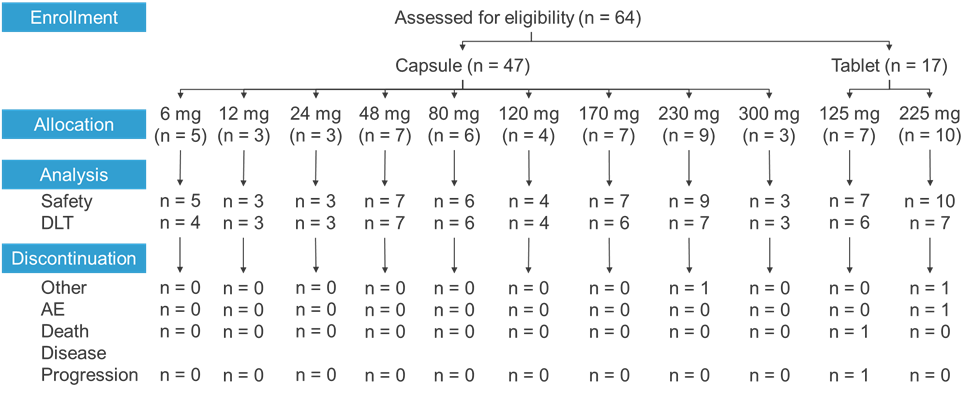 Enrollment Assessed for eligibility (n = 64)
Capsule (n = 47) Tablet (n = 17)
6 mg 12 mg 24 mg 48 mg 80 mg 120 mg 170 mg 230 mg 300 mg 125 mg 225 mg
Allocation (n = 5) (n = 3) (n = 3) (n = 7) (n = 6) (n = 4) (n = 7) (n = 9) (n = 3) (n = 7) (n = 10)
Analysis
Safety n = 5 n = 3 n = 3 n = 7 n = 6 n = 4 n = 7 n = 9 n = 3 n = 7 n = 10
DLT n = 4 n = 3 n = 3 n = 7 n = 6 n = 4 n = 6 n = 7 n = 3 n = 6 n = 7
Discontinuation
Other n = 0 n = 0 n = 0 n = 0 n = 0 n = 0 n = 0 n = 1 n = 0 n = 0 n = 1
AE n = 0 n = 0 n = 0 n = 0 n = 0 n = 0 n = 0 n = 0 n = 0 n = 0 n = 1
Death n = 0 n = 0 n = 0 n = 0 n = 0 n = 0 n = 0 n = 0 n = 0 n = 1 n = 0
Disease
Progression n = 0 n = 0 n = 0 n = 0 n = 0 n = 0 n = 0 n = 0 n = 0 n = 1 n = 0